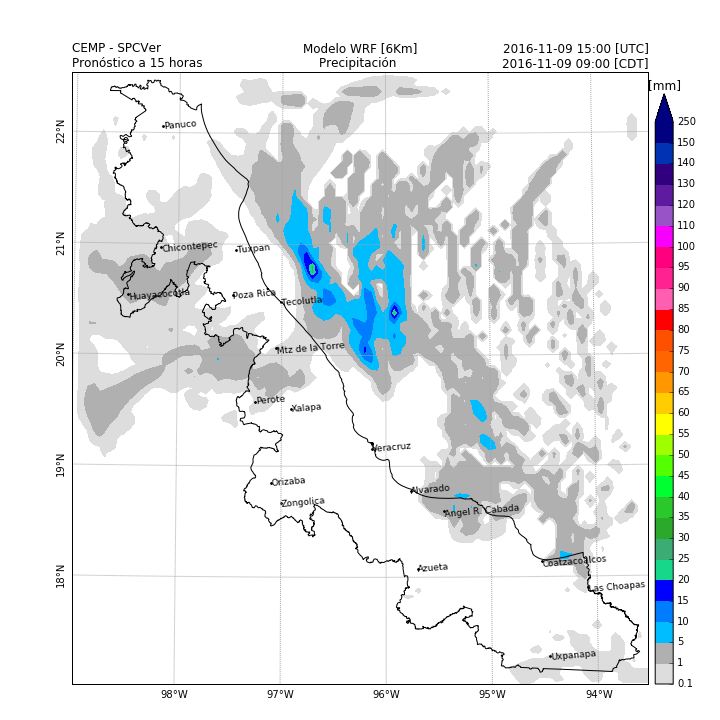 CEMP - SPCVer
Modelo WRF [6Km]
2016-11-09 15:00 [UTC]
Pronóstico a 15 horas
Precipitación
2016-11-09 09:00 [CDT]
[mm]
250
150
140
130
120
110
100
95
90
85
80
75
70
65
60
55
50
45
40
35
30
25
20
15
10
5
1
0.1
22°N
21°N
20°N
19°N
18°N
Panuco
Chicontepec
Tuxpan
Huayacocotla
Poza Rica
Tecolutla
Mtz de la Torre
Perote
Xalapa
Veracruz
Orizaba
Alvarado
Zongolica
Angel R. Cabada
Azueta
Coatzacoalcos
Las Choapas
Uxpanapa
98°W
97°W
96°W
95°W
94°W